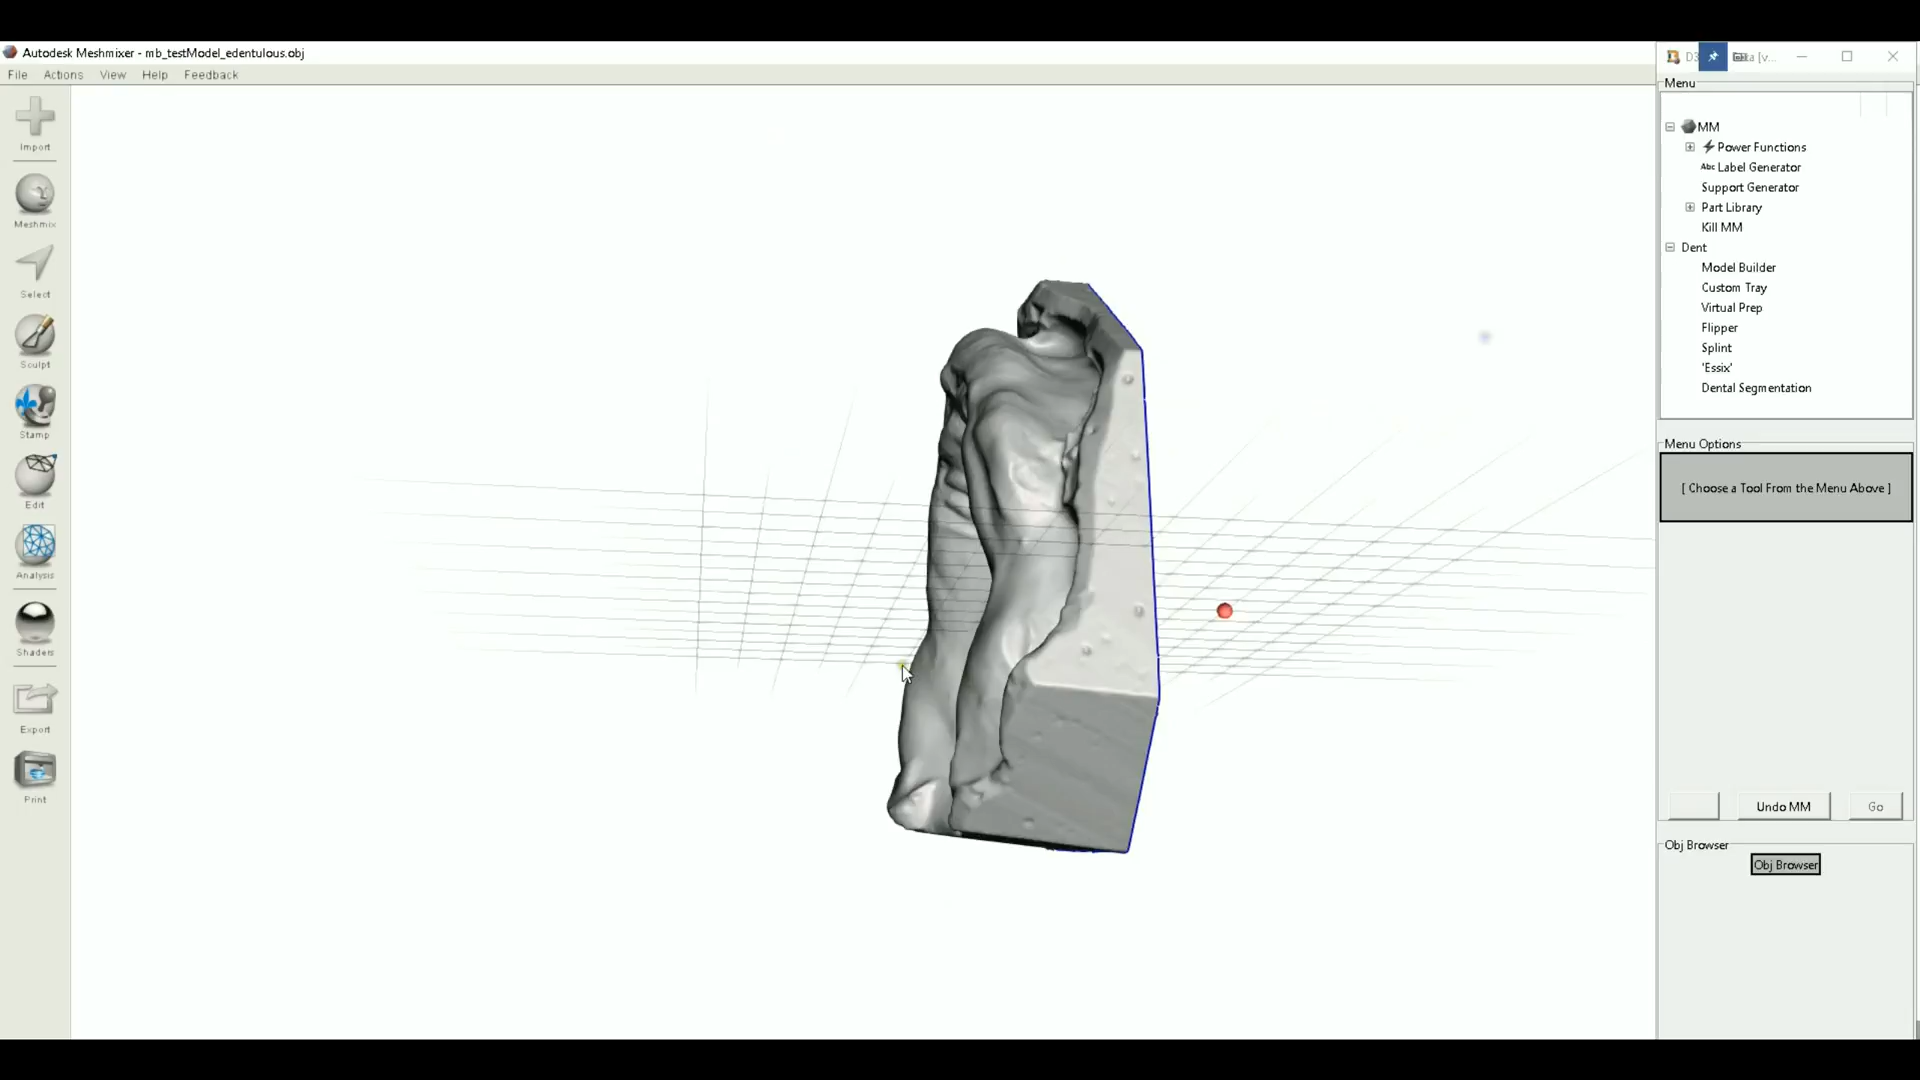 Autodesk Meshmixer - mb_testModel_edentulous.obj
File Actions View Help Feedback
Import
Meshmix
Select
Sculpt
Stamp
Edit
Analysis
Shaders
Export
Print
Menu
MM
Power Functions
Abc Label Generator
Support Generator
Part Library
Kill MM
Dent
Model Builder
Custom Tray
Virtual Prep
Flipper
Splint
'Essix'
Dental Segmentation
Menu Options
[ Choose a Tool From the Menu Above ]
Undo MM
Go
Obj Browser
Obj Browser